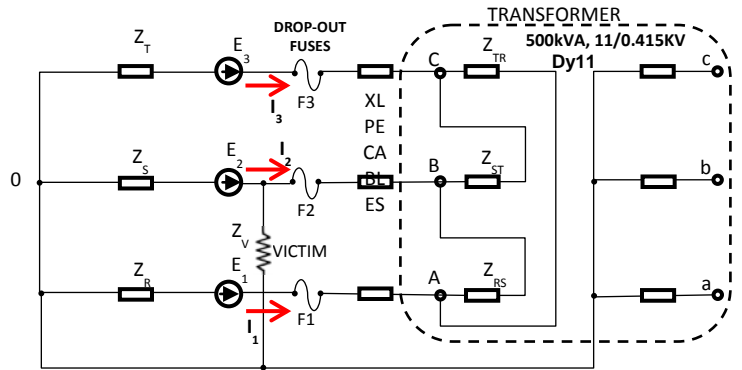 TRANSFORMER
500kVA, 11/0.415KV
Dy11
DROP-OUT
FUSES
Z_T
E_3
I_3
F3
C
Z_TR
c
XL
PE
CA
BL
ES
0
Z_S
E_2
I_2
F2
B
Z_ST
b
Z_V
VICTIM
Z_R
E_1
I_1
F1
A
Z_RS
a